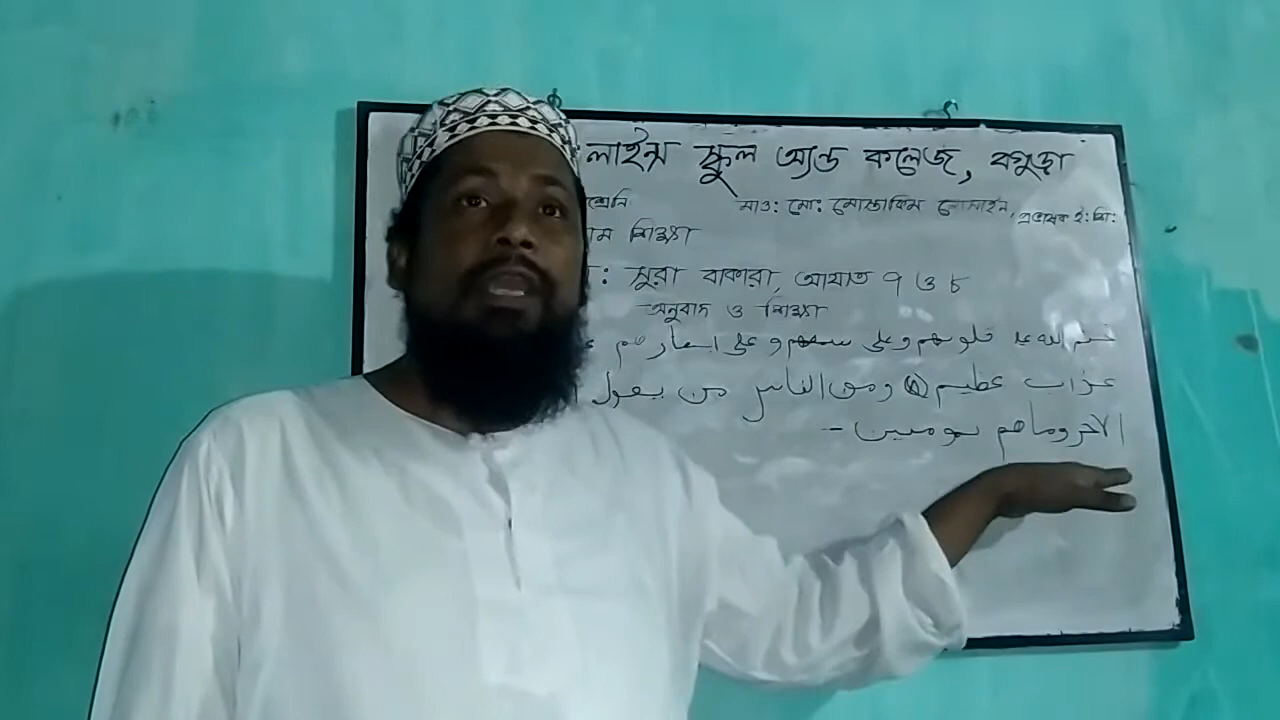 লাইন্স স্কুল অ্যান্ড কলেজ, বগুড়া
শ্রেনি মাও: মো: মোস্তাফিম হোসাইন, প্রভাষক ই: শি:
াম শিক্ষা
: সুরা বাকারা, আয়াত ৭ ও ৮
অনুবাদ ও শিক্ষা
ختم الله على قلوبهم وعلى سمعهم وعلى ابصارهم
عزاب عظيم ومن الناس من يقول
الاخر وماهم بمومنين -